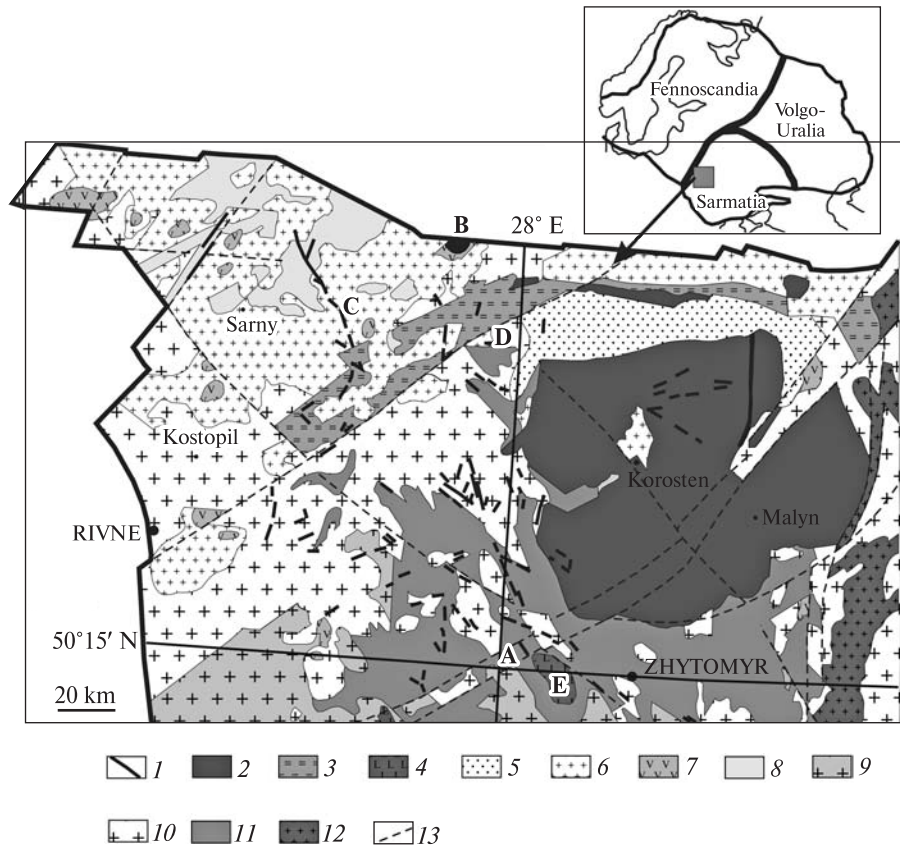 Fennoscandia
Volgo-
Uralia
Sarmatia
28° E
B
C
Sarny
D
Kostopil
Korosten
Malyn
RIVNE
50°15′ N
A
ZHYTOMYR
E
20 km
1 2 3 4 5 6 7 8 9
10 11 12 13